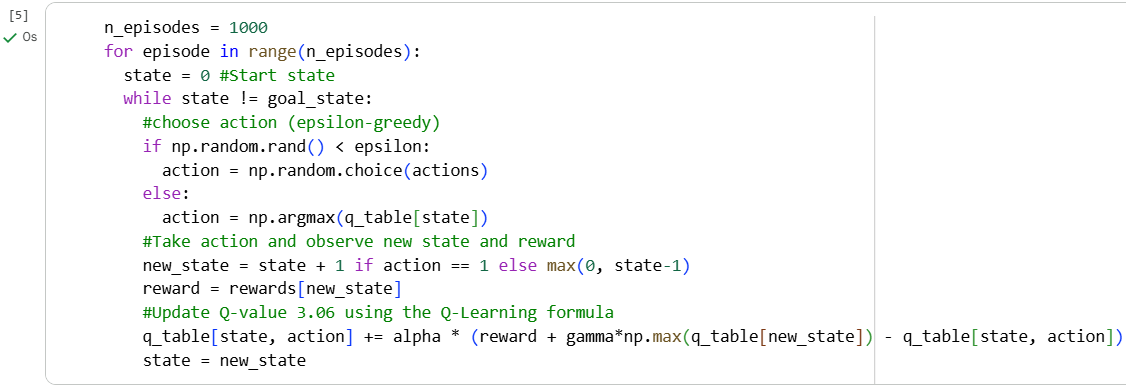 [5]
0s
n_episodes = 1000
for episode in range(n_episodes):
  state = 0 #Start state
  while state != goal_state:
    #choose action (epsilon-greedy)
    if np.random.rand() < epsilon:
      action = np.random.choice(actions)
    else:
      action = np.argmax(q_table[state])
    #Take action and observe new state and reward
    new_state = state + 1 if action == 1 else max(0, state-1)
    reward = rewards[new_state]
    #Update Q-value 3.06 using the Q-Learning formula
    q_table[state, action] += alpha * (reward + gamma*np.max(q_table[new_state]) - q_table[state, action])
    state = new_state